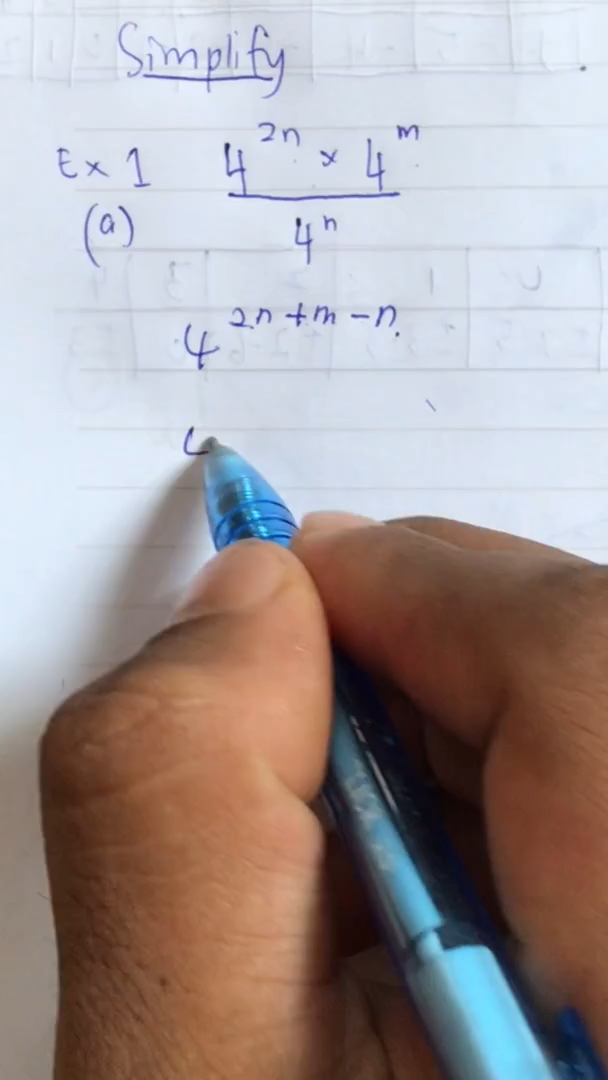 Simplify
Ex 1 4^{2n} × 4^{m}
(a) 4^{n}
4^{2n + m - n}